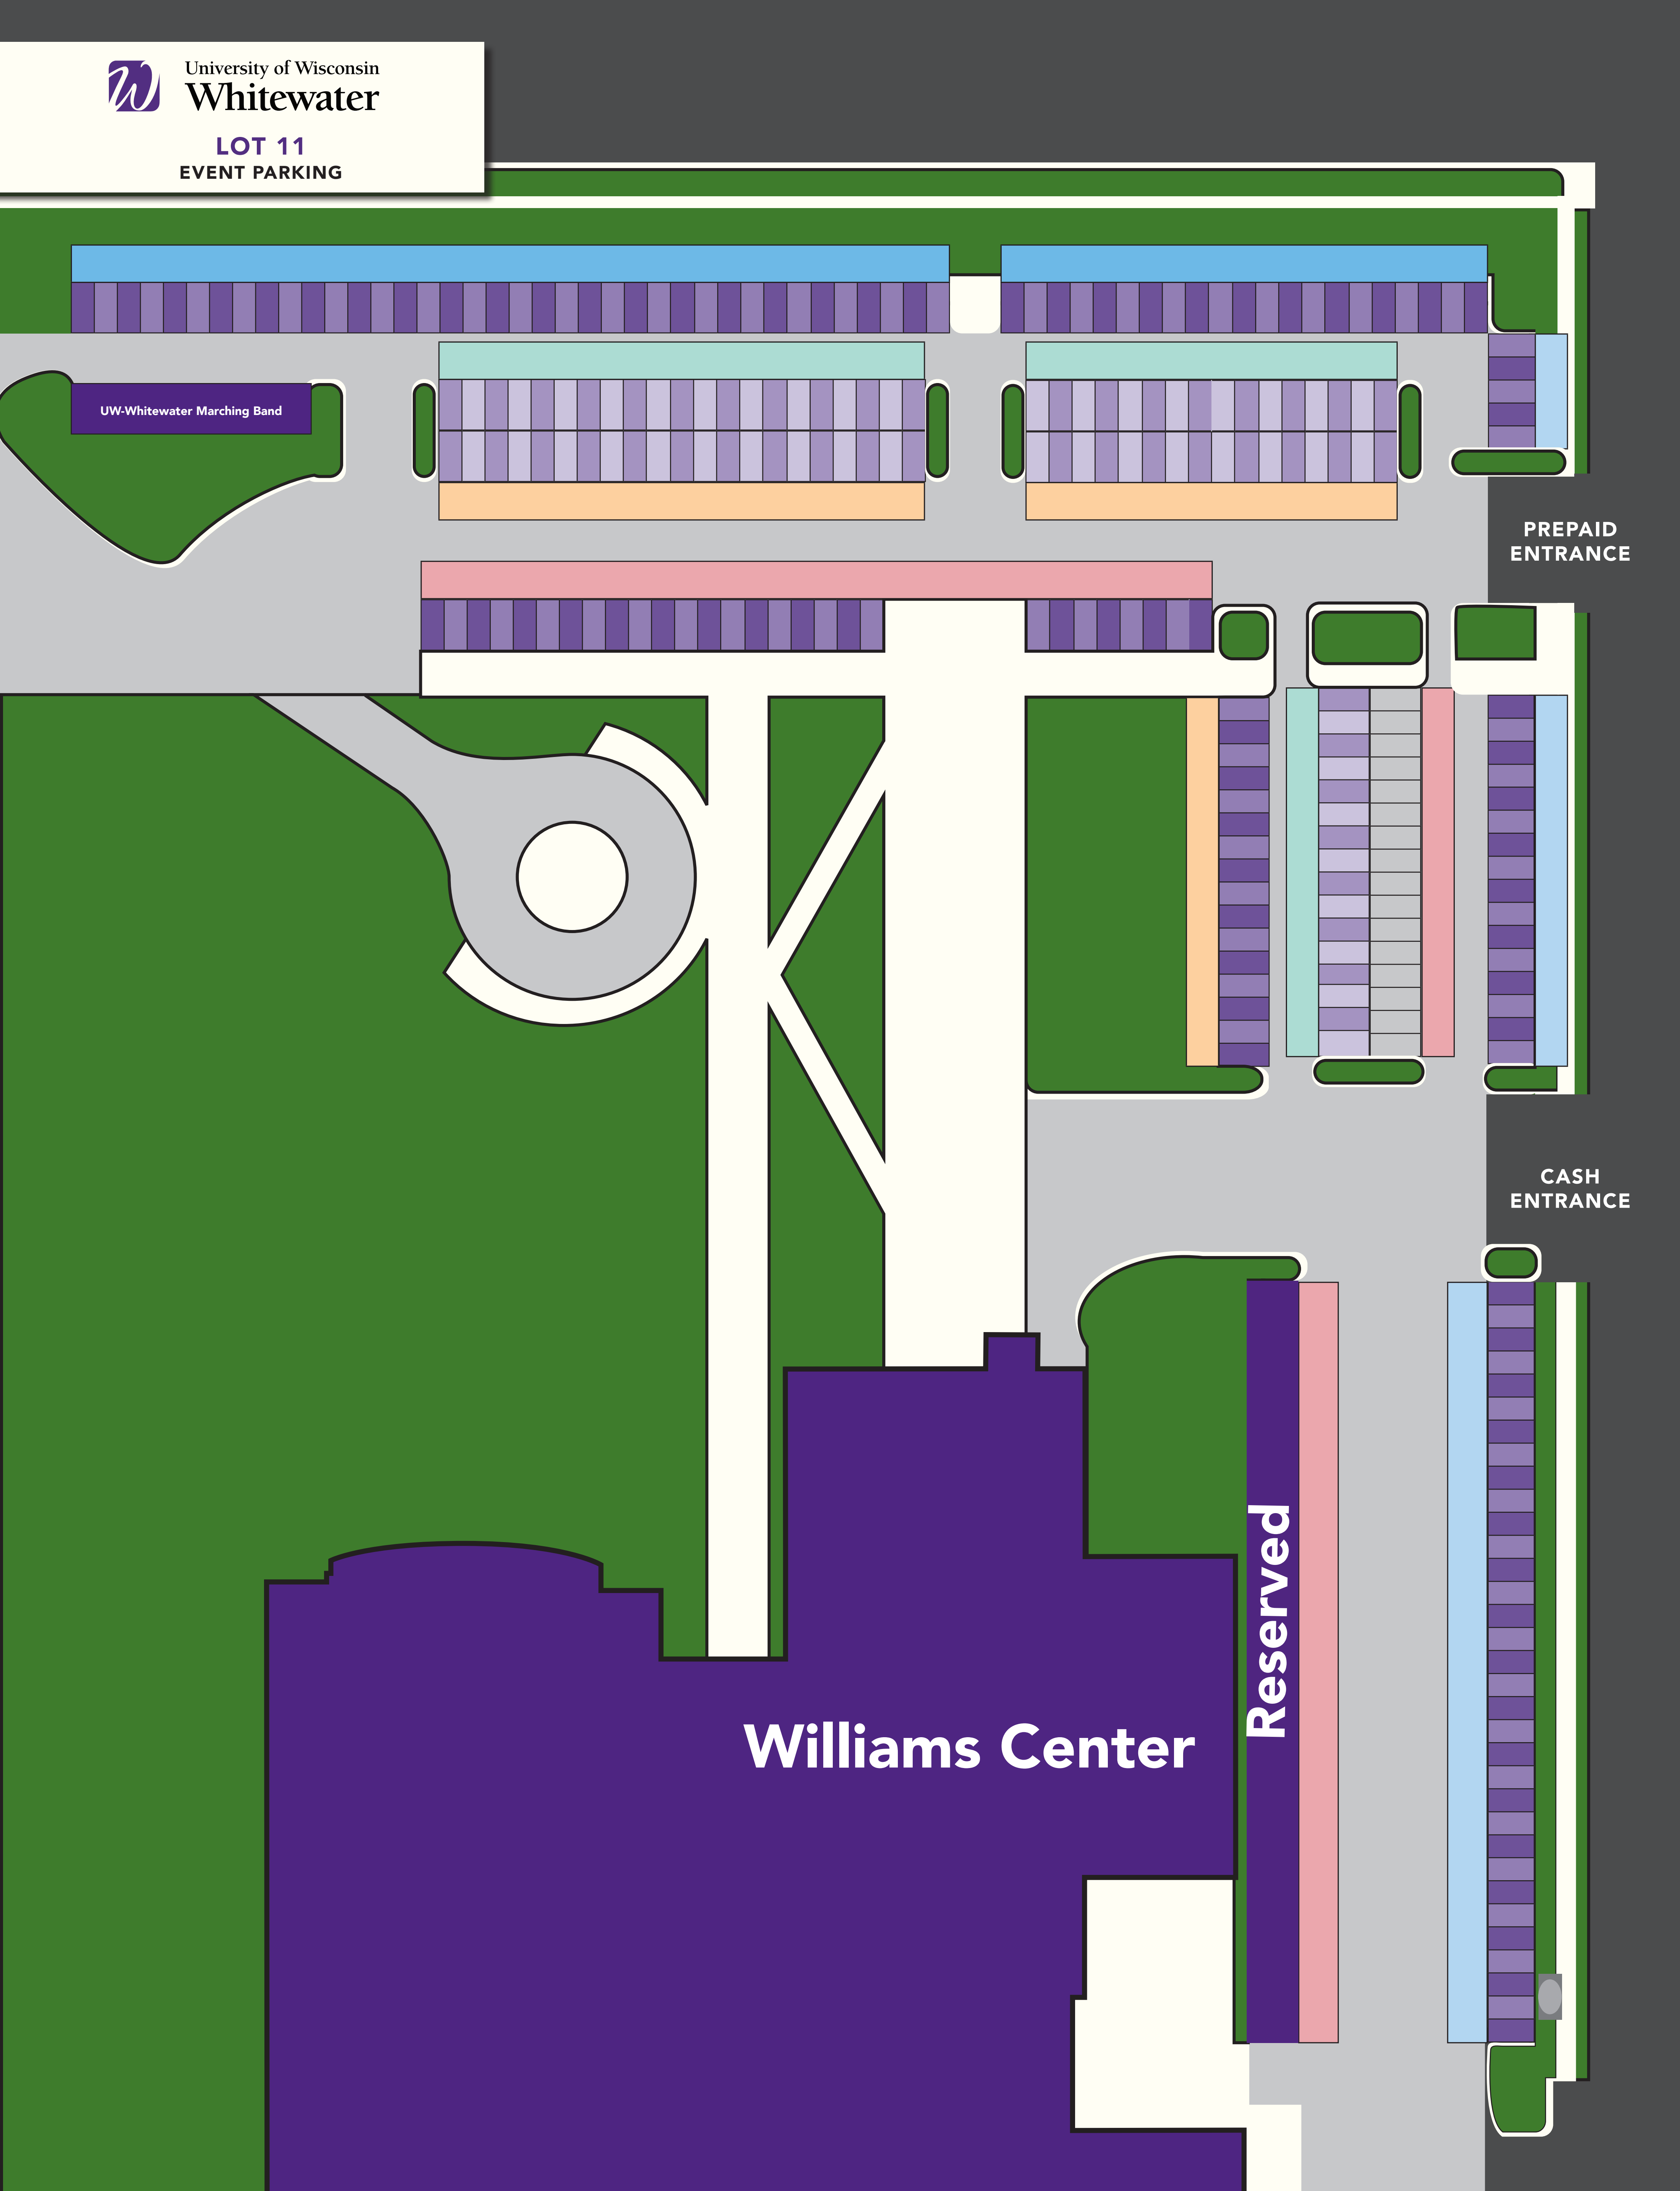 University of Wisconsin
Whitewater
LOT 11
EVENT PARKING
UW-Whitewater Marching Band
PREPAID
ENTRANCE
CASH
ENTRANCE
Reserved
Williams Center